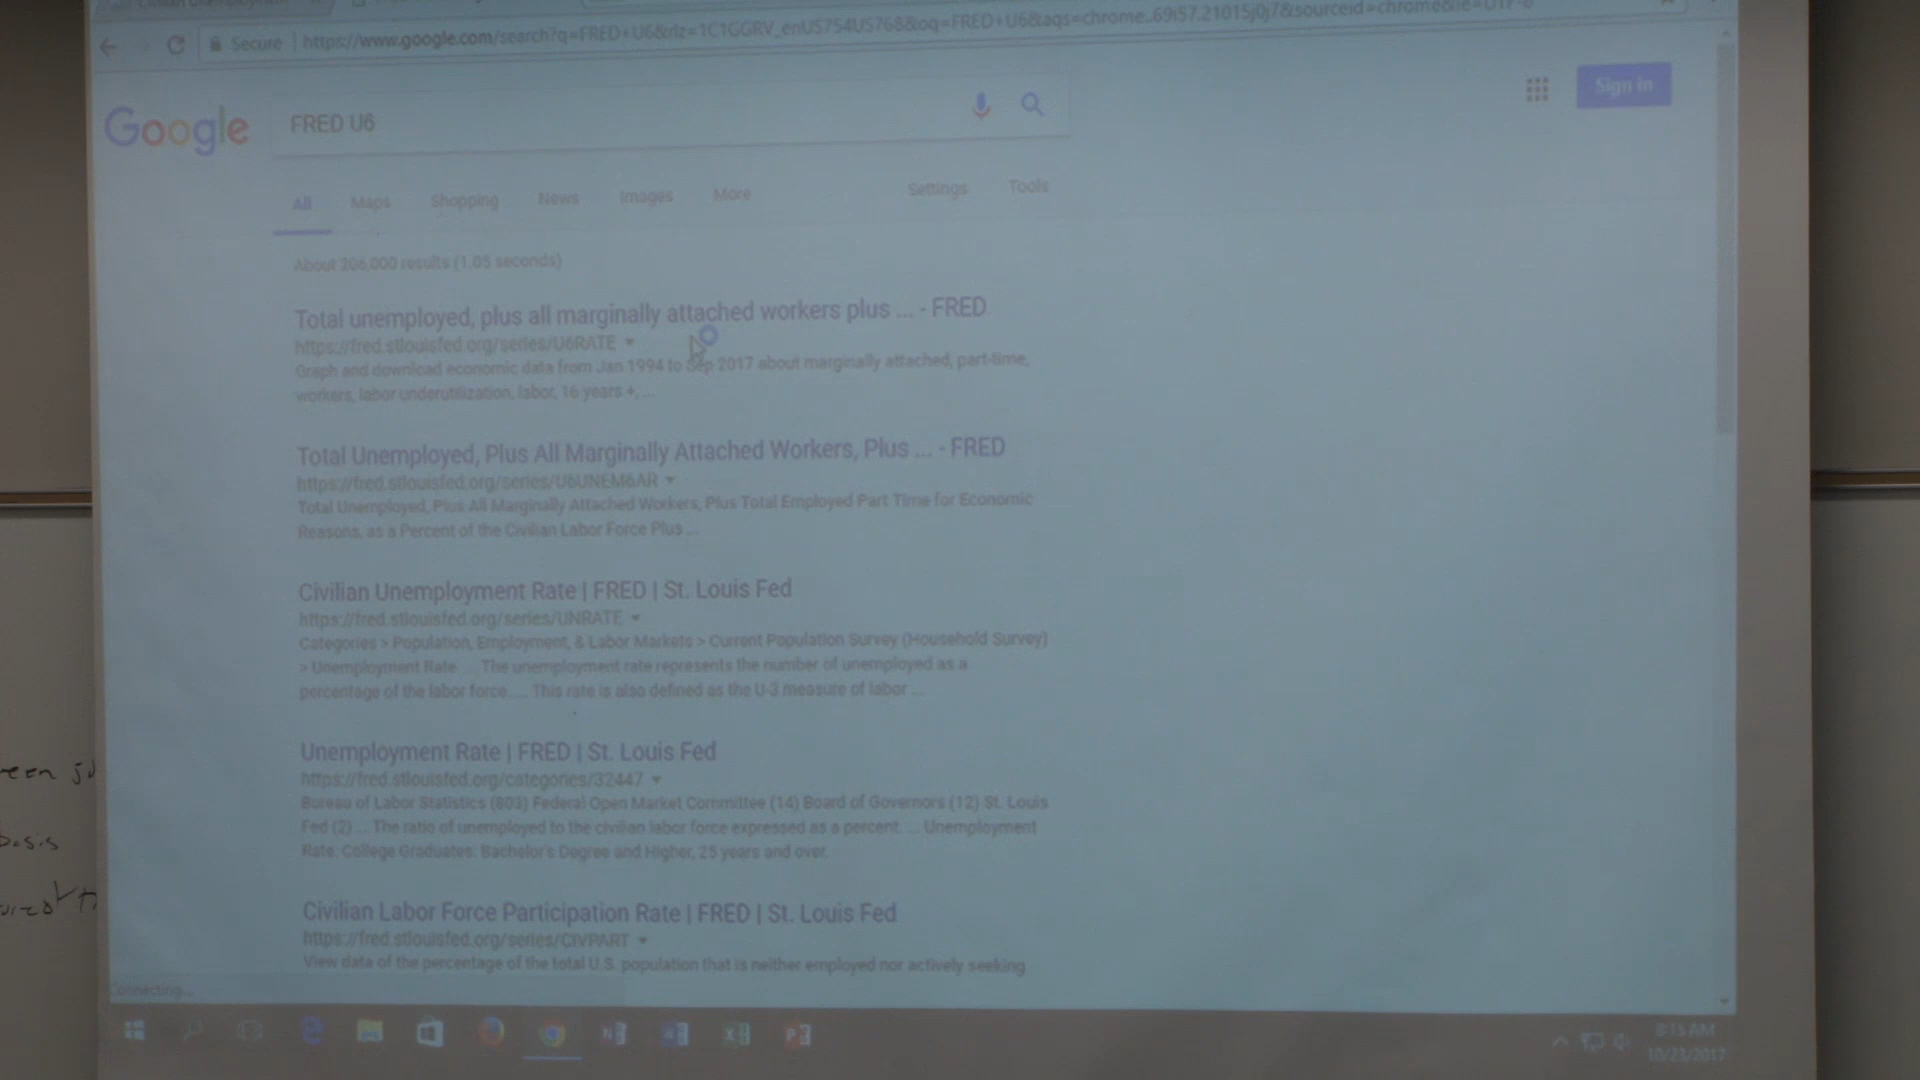 Secure | https://www.google.com/search?q=FRED+U6&rlz=1C1GGRV_enUS754US768&oq=FRED+U6&aqs=chrome..69i57.21015j0j7&sourceid=chrome&ie=UTF-8
Google
FRED U6
Sign in
All Maps Shopping News Images More Settings Tools
About 206,000 results (1.05 seconds)
Total unemployed, plus all marginally attached workers plus ... - FRED
https://fred.stlouisfed.org/series/U6RATE
Graph and download economic data from Jan 1994 to Sep 2017 about marginally attached, part-time,
workers, labor underutilization, labor, 16 years +, ...
Total Unemployed, Plus All Marginally Attached Workers, Plus ... - FRED
https://fred.stlouisfed.org/series/U6UNEM6AR
Total Unemployed, Plus All Marginally Attached Workers, Plus Total Employed Part Time for Economic
Reasons, as a Percent of the Civilian Labor Force Plus ...
Civilian Unemployment Rate | FRED | St. Louis Fed
https://fred.stlouisfed.org/series/UNRATE
Categories > Population, Employment, & Labor Markets > Current Population Survey (Household Survey)
> Unemployment Rate ... The unemployment rate represents the number of unemployed as a
percentage of the labor force. ... This rate is also defined as the U-3 measure of labor ...
Unemployment Rate | FRED | St. Louis Fed
https://fred.stlouisfed.org/categories/32447
Bureau of Labor Statistics (803) Federal Open Market Committee (14) Board of Governors (12) St. Louis
Fed (2) ... The ratio of unemployed to the civilian labor force expressed as a percent. ... Unemployment
Rate: College Graduates: Bachelor's Degree and Higher, 25 years and over.
Civilian Labor Force Participation Rate | FRED | St. Louis Fed
https://fred.stlouisfed.org/series/CIVPART
View data of the percentage of the total U.S. population that is neither employed nor actively seeking
Connecting...
8:15 AM
10/23/2017